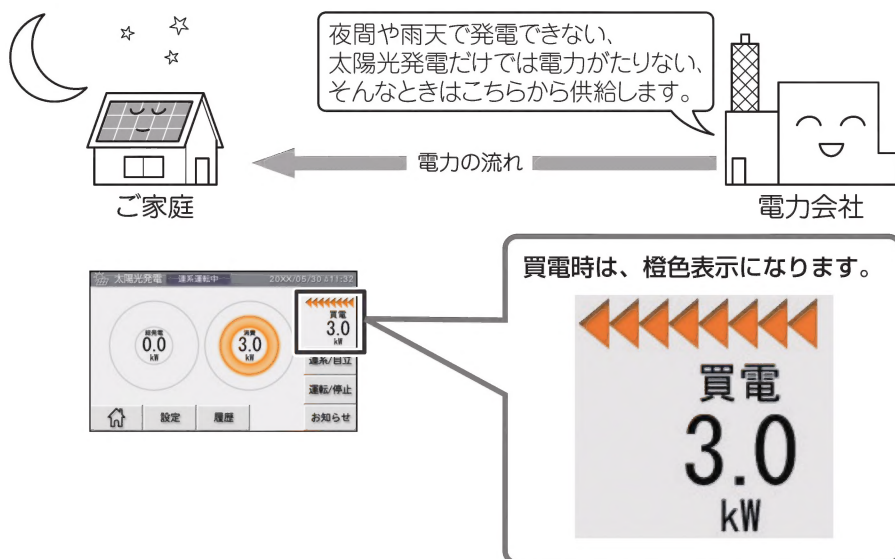 夜間や雨天で発電できない、
太陽光発電だけでは電力がたりない、
そんなときはこちらから供給します。
電力の流れ
ご家庭
電力会社
太陽光発電 連系運転中 20XX/05/30 11:32
総発電
0.0
kW
消費
3.0
kW
買電
3.0
kW
連系/自立
運転/停止
設定 履歴 お知らせ
買電時は、橙色表示になります。
買電
3.0
kW